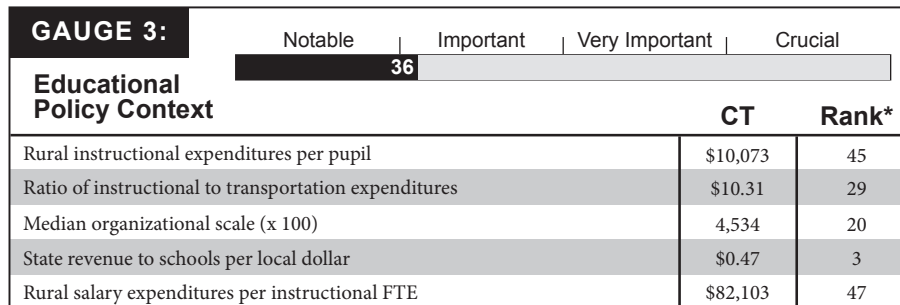 GAUGE 3:
Notable Important Very Important Crucial
36
Educational
Policy Context
CT Rank*
Rural instructional expenditures per pupil $10,073 45
Ratio of instructional to transportation expenditures $10.31 29
Median organizational scale (x 100) 4,534 20
State revenue to schools per local dollar $0.47 3
Rural salary expenditures per instructional FTE $82,103 47